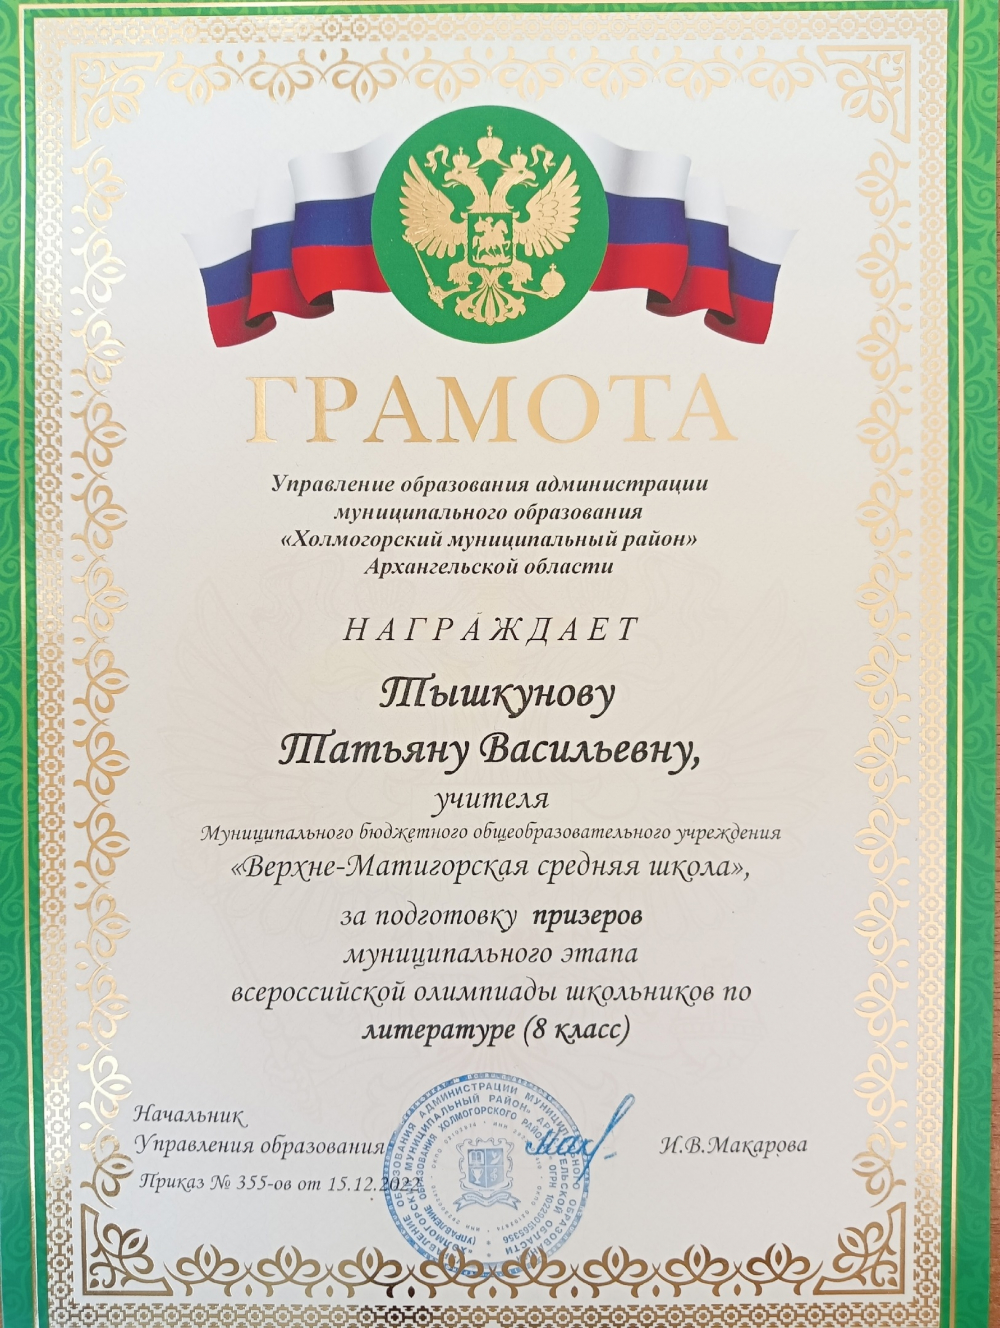 ГРАМОТА
Управление образования администрации
муниципального образования
«Холмогорский муниципальный район»
Архангельской области
НАГРАЖДАЕТ
Тышкунову
Татьяну Васильевну,
учителя
Муниципального бюджетного общеобразовательного учреждения
«Верхне-Матигорская средняя школа»,
за подготовку призеров
муниципального этапа
всероссийской олимпиады школьников по
литературе (8 класс)
Начальник
Управления образования
И.В.Макарова
Приказ № 355-ов от 15.12.2022